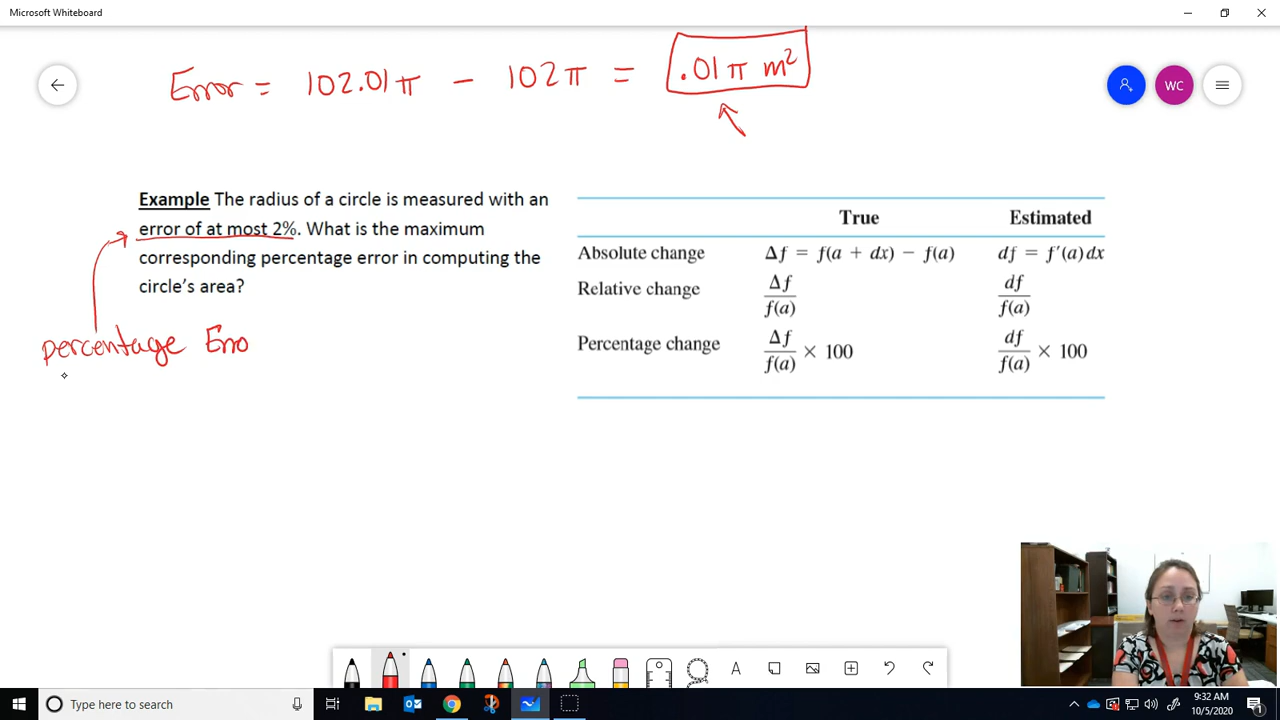 Microsoft Whiteboard
Error = 102.01π − 102π = .01π m²
WC
Example The radius of a circle is measured with an
error of at most 2%. What is the maximum
corresponding percentage error in computing the
circle's area?
percentage Erro
True Estimated
Absolute change Δf = f(a + dx) − f(a) df = f′(a) dx
Relative change Δf/f(a) df/f(a)
Percentage change Δf/f(a) × 100 df/f(a) × 100
A
Type here to search
9:32 AM
10/5/2020